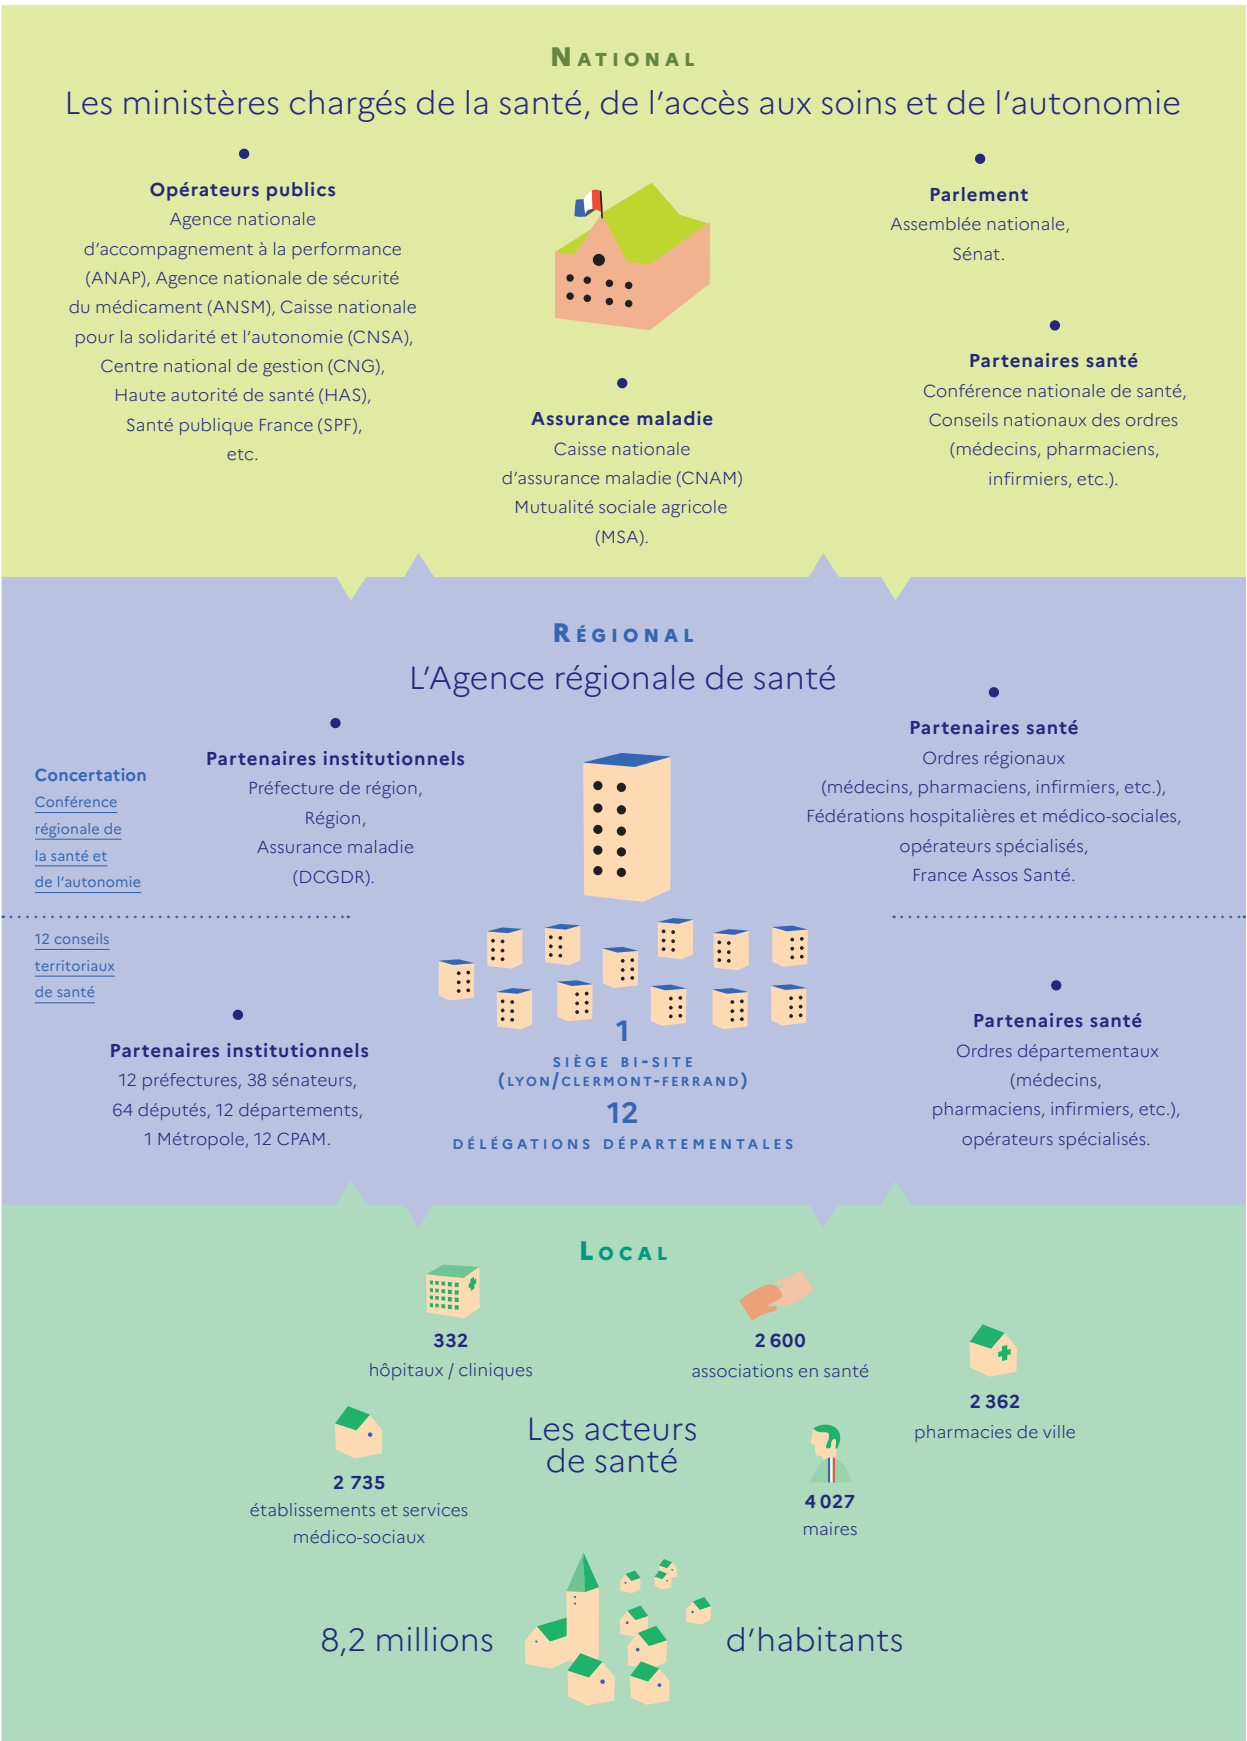 NATIONAL
Les ministères chargés de la santé, de l'accès aux soins et de l'autonomie
Opérateurs publics
Agence nationale
d'accompagnement à la performance
(ANAP), Agence nationale de sécurité
du médicament (ANSM), Caisse nationale
pour la solidarité et l'autonomie (CNSA),
Centre national de gestion (CNG),
Haute autorité de santé (HAS),
Santé publique France (SPF),
etc.
Assurance maladie
Caisse nationale
d'assurance maladie (CNAM)
Mutualité sociale agricole
(MSA).
Parlement
Assemblée nationale,
Sénat.
Partenaires santé
Conférence nationale de santé,
Conseils nationaux des ordres
(médecins, pharmaciens,
infirmiers, etc.).
RÉGIONAL
L'Agence régionale de santé
Concertation
Conférence
régionale de
la santé et
de l'autonomie
Partenaires institutionnels
Préfecture de région,
Région,
Assurance maladie
(DCGDR).
Partenaires santé
Ordres régionaux
(médecins, pharmaciens, infirmiers, etc.),
Fédérations hospitalières et médico-sociales,
opérateurs spécialisés,
France Assos Santé.
12 conseils
territoriaux
de santé
Partenaires institutionnels
12 préfectures, 38 sénateurs,
64 députés, 12 départements,
1 Métropole, 12 CPAM.
1
SIÈGE BI-SITE
(LYON/CLERMONT-FERRAND)
12
DÉLÉGATIONS DÉPARTEMENTALES
Partenaires santé
Ordres départementaux
(médecins,
pharmaciens, infirmiers, etc.),
opérateurs spécialisés.
LOCAL
332
hôpitaux / cliniques
2 600
associations en santé
2 362
pharmacies de ville
Les acteurs
de santé
2 735
établissements et services
médico-sociaux
4 027
maires
8,2 millions d'habitants